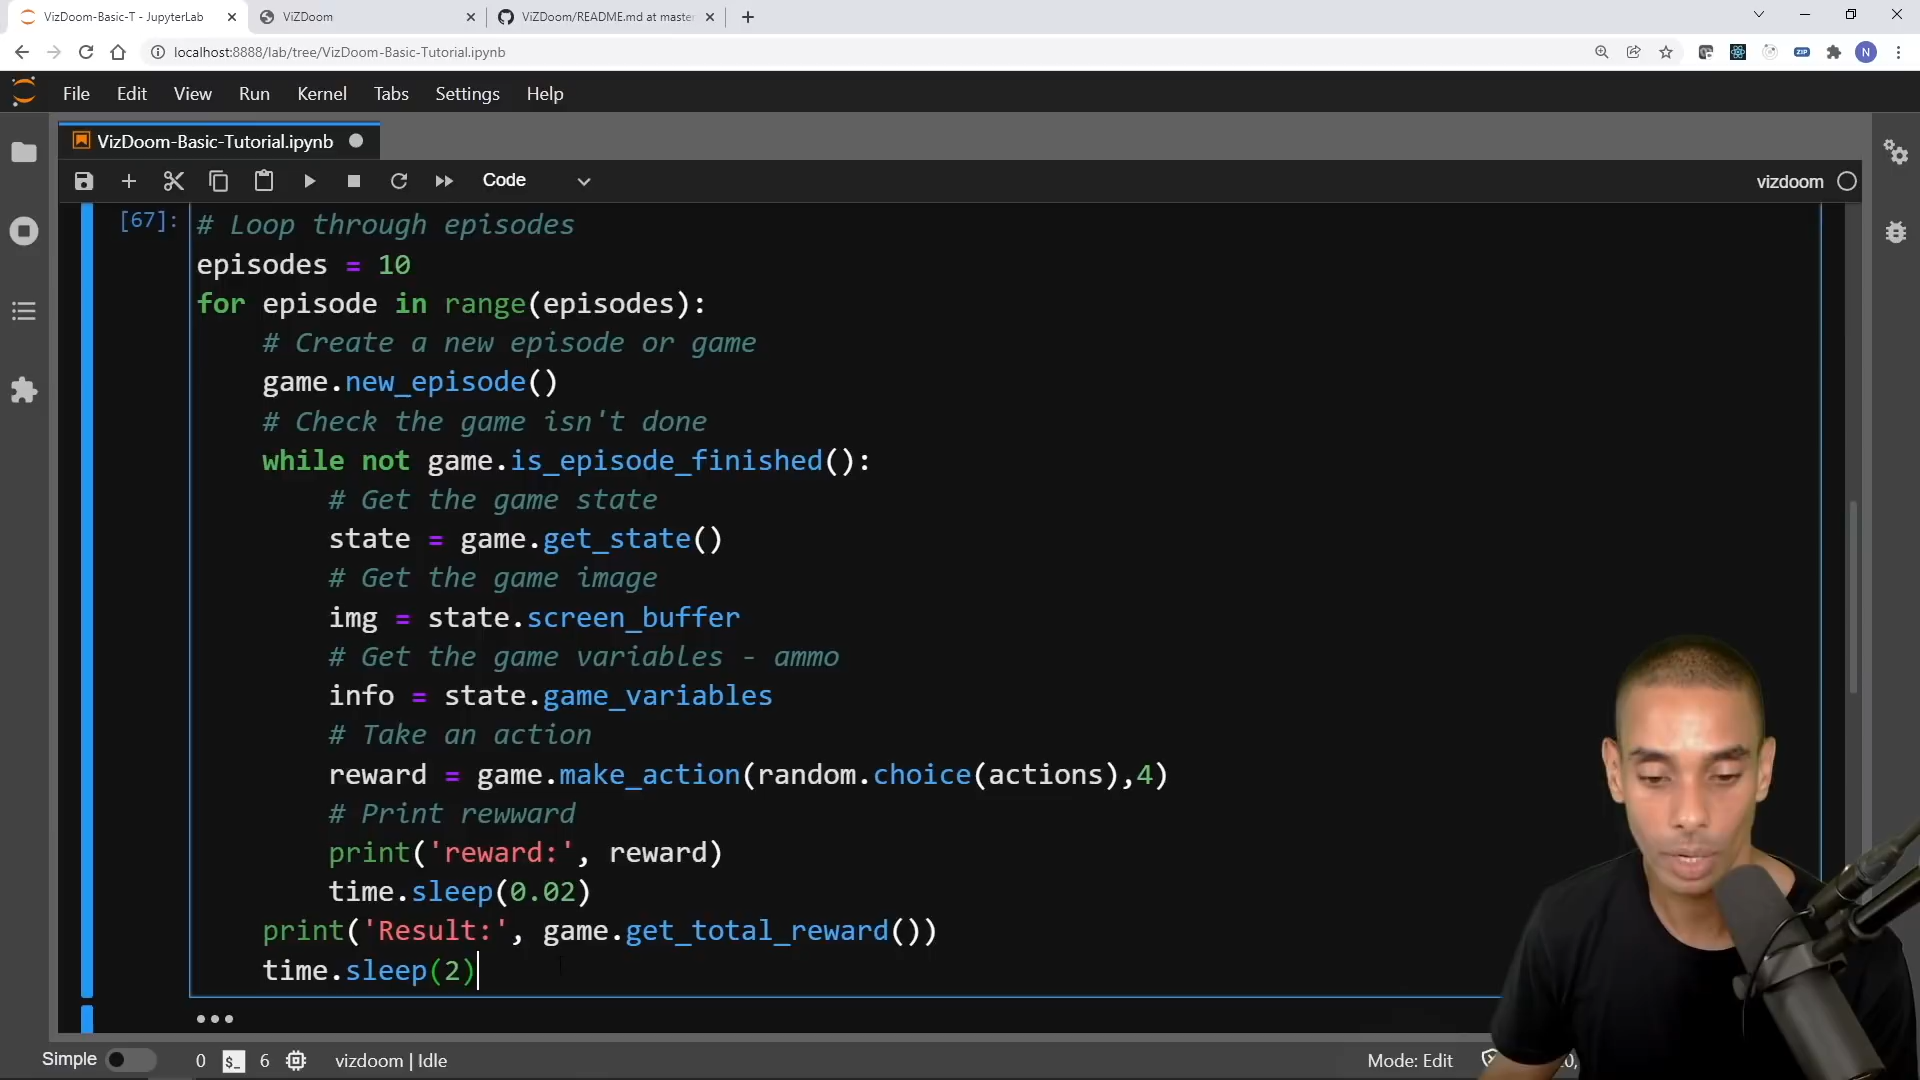 VizDoom-Basic-T - JupyterLab
ViZDoom
ViZDoom/README.md at master
localhost:8888/lab/tree/VizDoom-Basic-Tutorial.ipynb
ZIP
N
File Edit View Run Kernel Tabs Settings Help
VizDoom-Basic-Tutorial.ipynb
Code
vizdoom
[67]:
# Loop through episodes
episodes = 10
for episode in range(episodes):
    # Create a new episode or game
    game.new_episode()
    # Check the game isn't done
    while not game.is_episode_finished():
        # Get the game state
        state = game.get_state()
        # Get the game image
        img = state.screen_buffer
        # Get the game variables - ammo
        info = state.game_variables
        # Take an action
        reward = game.make_action(random.choice(actions),4)
        # Print rewward
        print('reward:', reward)
        time.sleep(0.02)
    print('Result:', game.get_total_reward())
    time.sleep(2)
Simple 0 $_ 6 vizdoom | Idle Mode: Edit